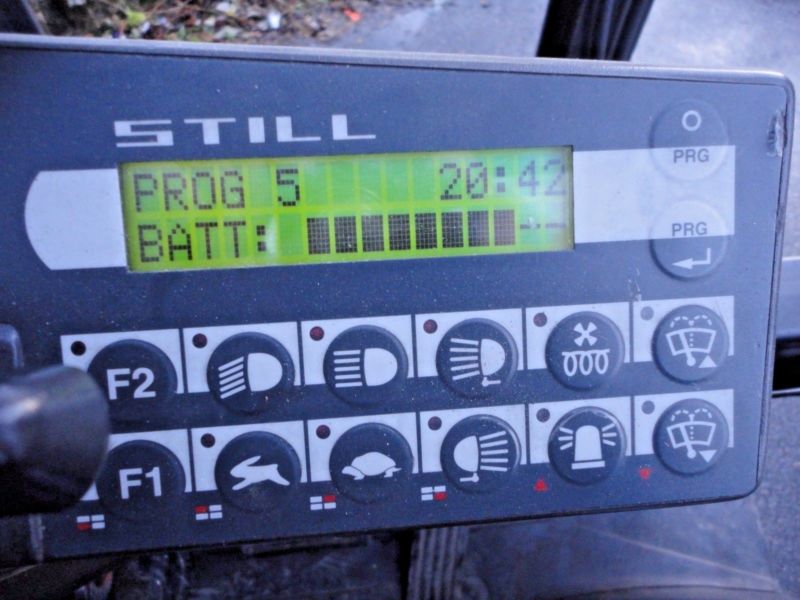 STILL
PROG 5 20:42
BATT: --
PRG
PRG
F2
F1